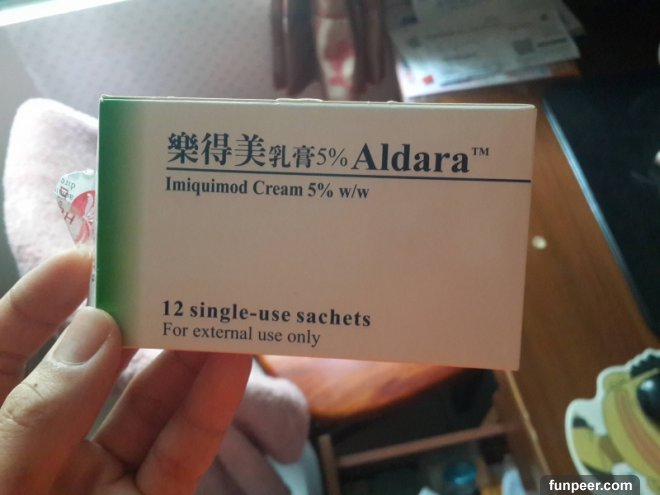 樂得美乳膏5% Aldara™
Imiquimod Cream 5% w/w
12 single-use sachets
For external use only
funpeer.com